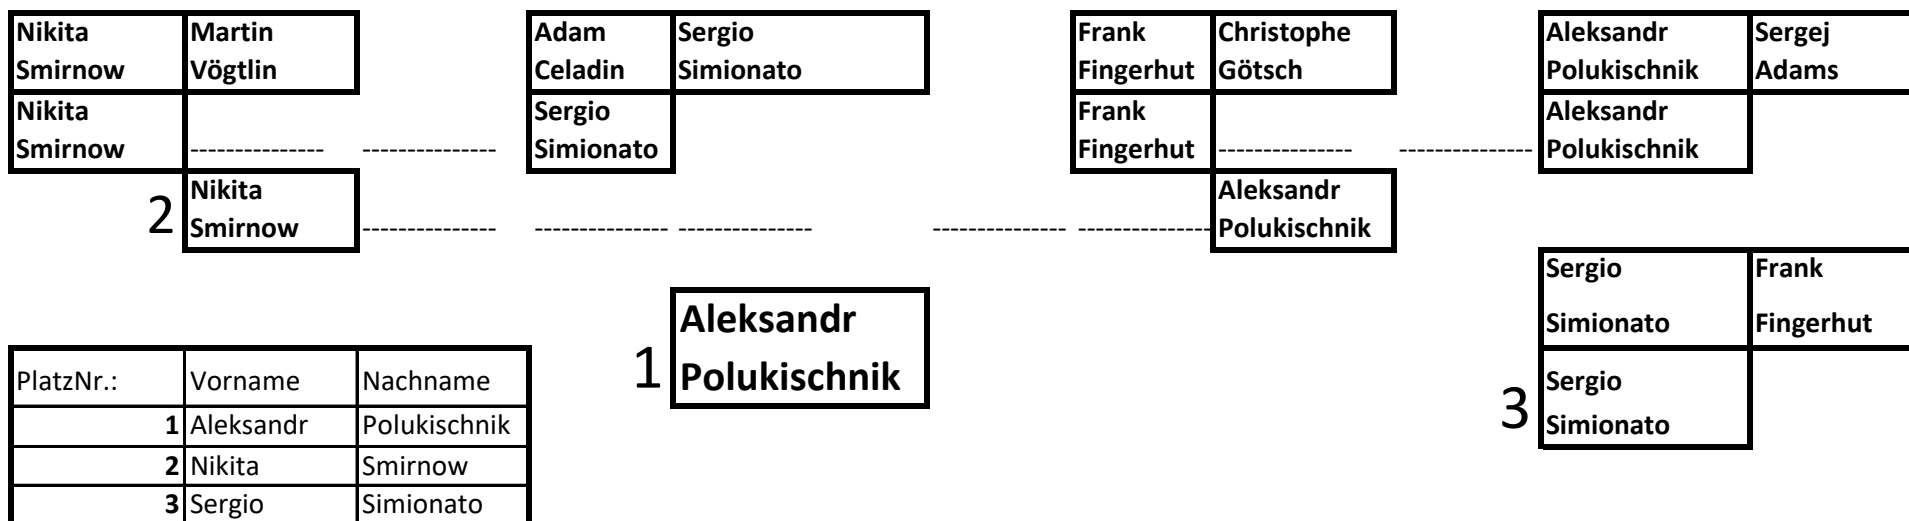 Nikita Smirnow Martin Vögtlin Adam Celadin Sergio Simionato Frank Fingerhut Christophe Götsch Aleksandr Polukischnik Sergej Adams
Nikita Smirnow --------------- --------------- Sergio Simionato Frank Fingerhut --------------- --------------- Aleksandr Polukischnik
2 Nikita Smirnow --------------- --------------- --------------- --------------- --------------- Aleksandr Polukischnik
Sergio Simionato Frank Fingerhut
1 Aleksandr Polukischnik
3 Sergio Simionato
PlatzNr.: Vorname Nachname
1 Aleksandr Polukischnik
2 Nikita Smirnow
3 Sergio Simionato